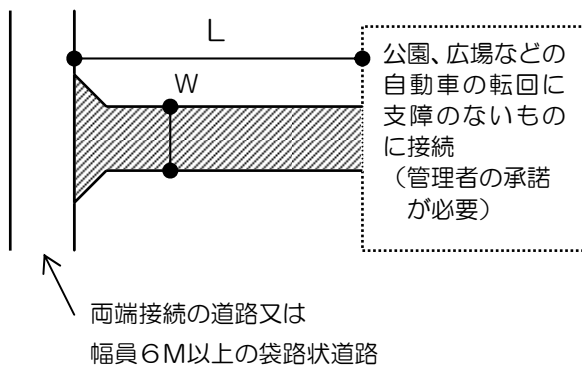 L
W
公園、広場などの
自動車の転回に
支障のないもの
に接続
（管理者の承諾
が必要）
両端接続の道路又は
幅員６Ｍ以上の袋路状道路